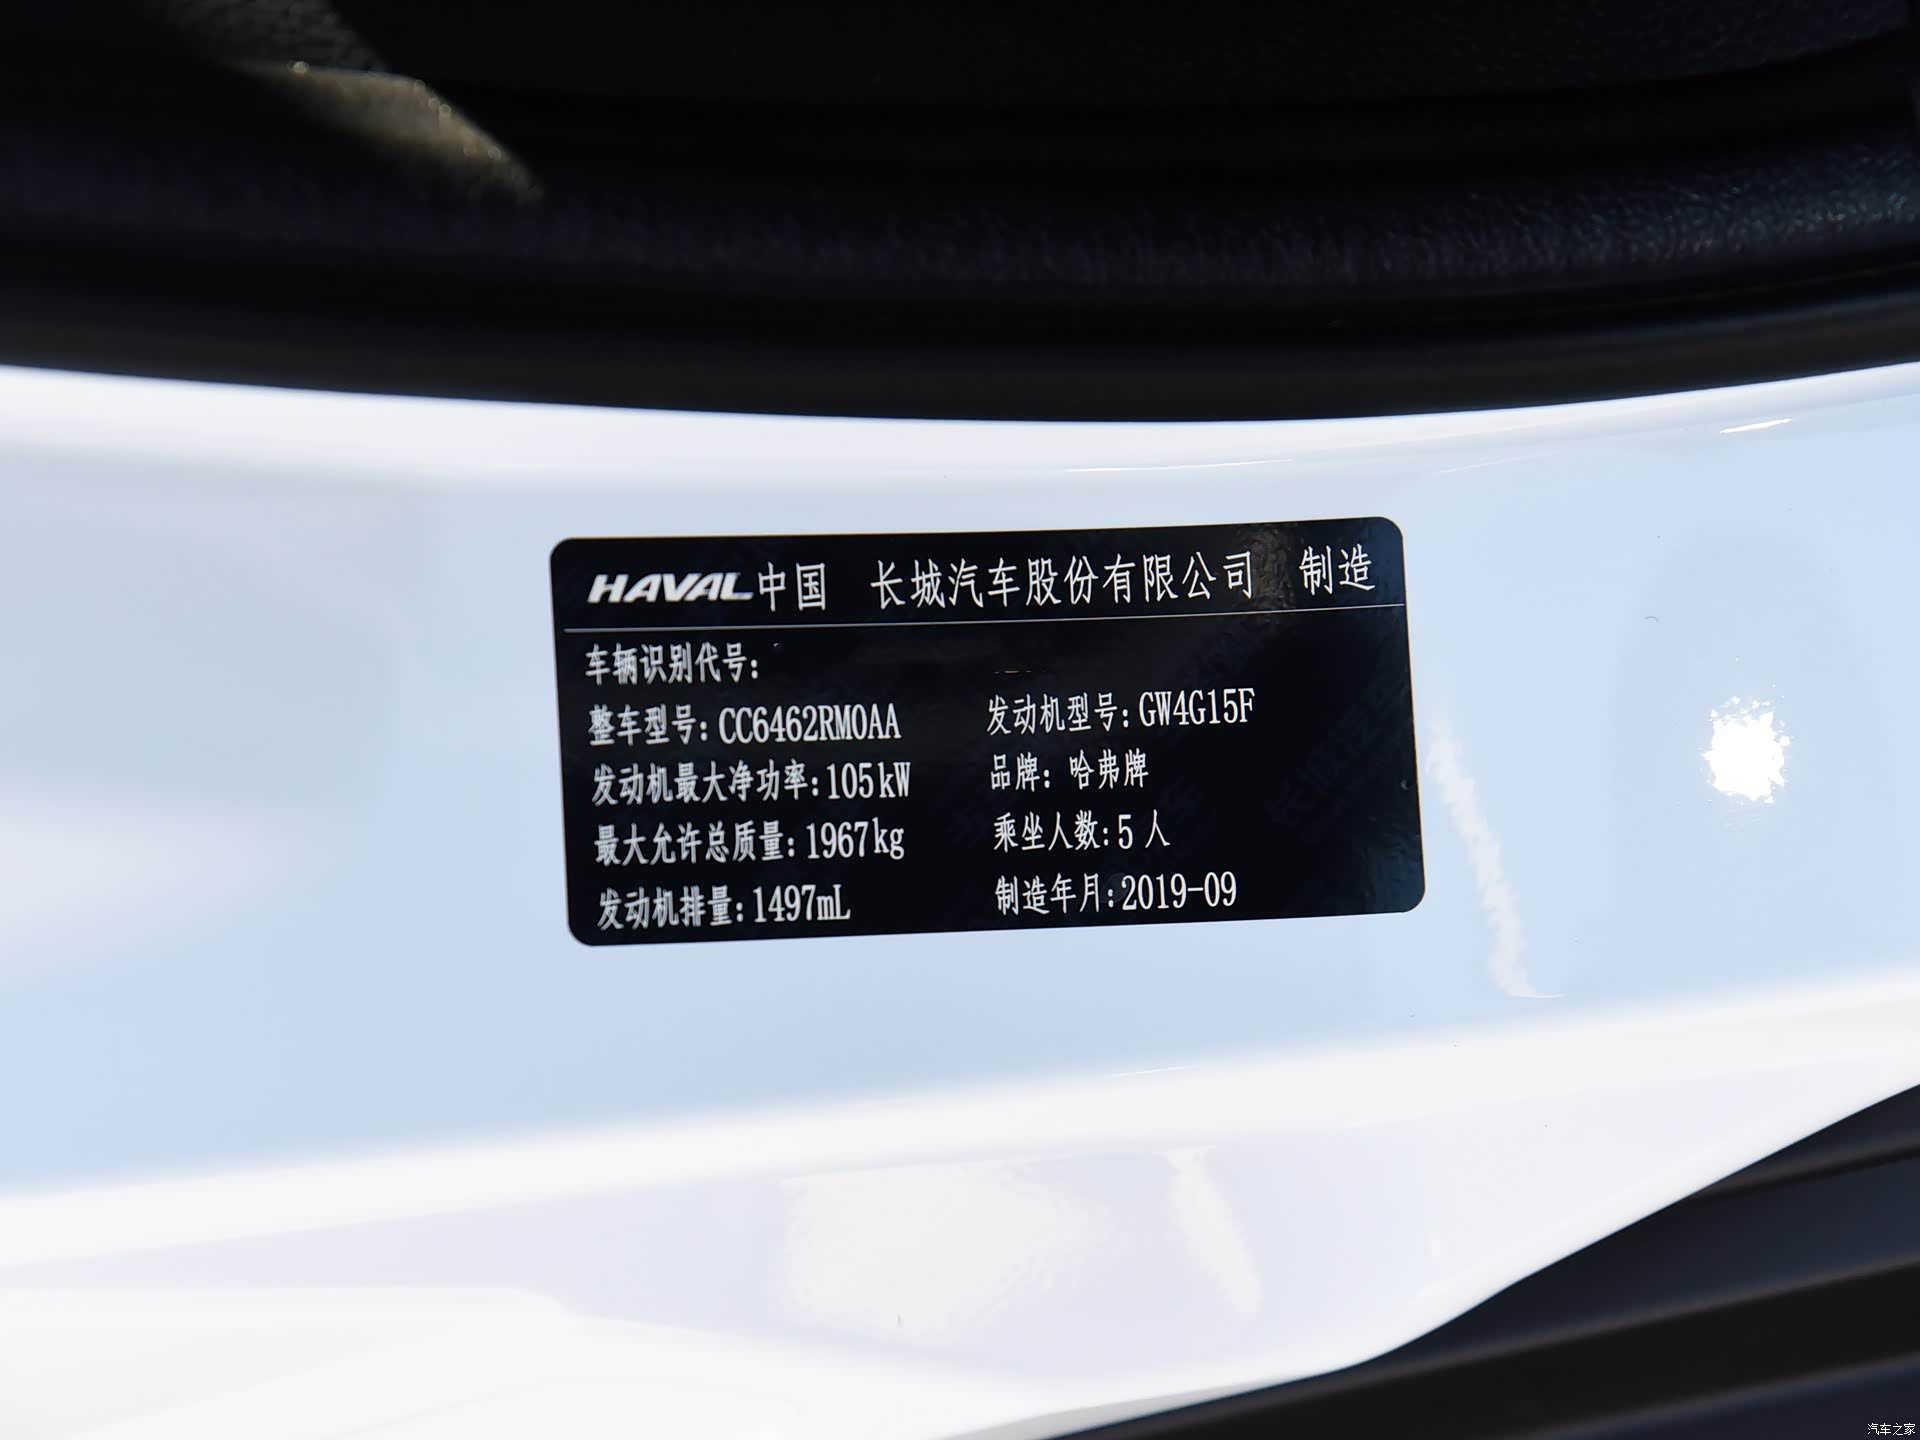 HAVAL中国 长城汽车股份有限公司 制造
车辆识别代号:
整车型号:CC6462RM0AA 发动机型号:GW4G15F
发动机最大净功率:105kW 品牌:哈弗牌
最大允许总质量:1967kg 乘坐人数:5人
发动机排量:1497mL 制造年月:2019-09
汽车之家